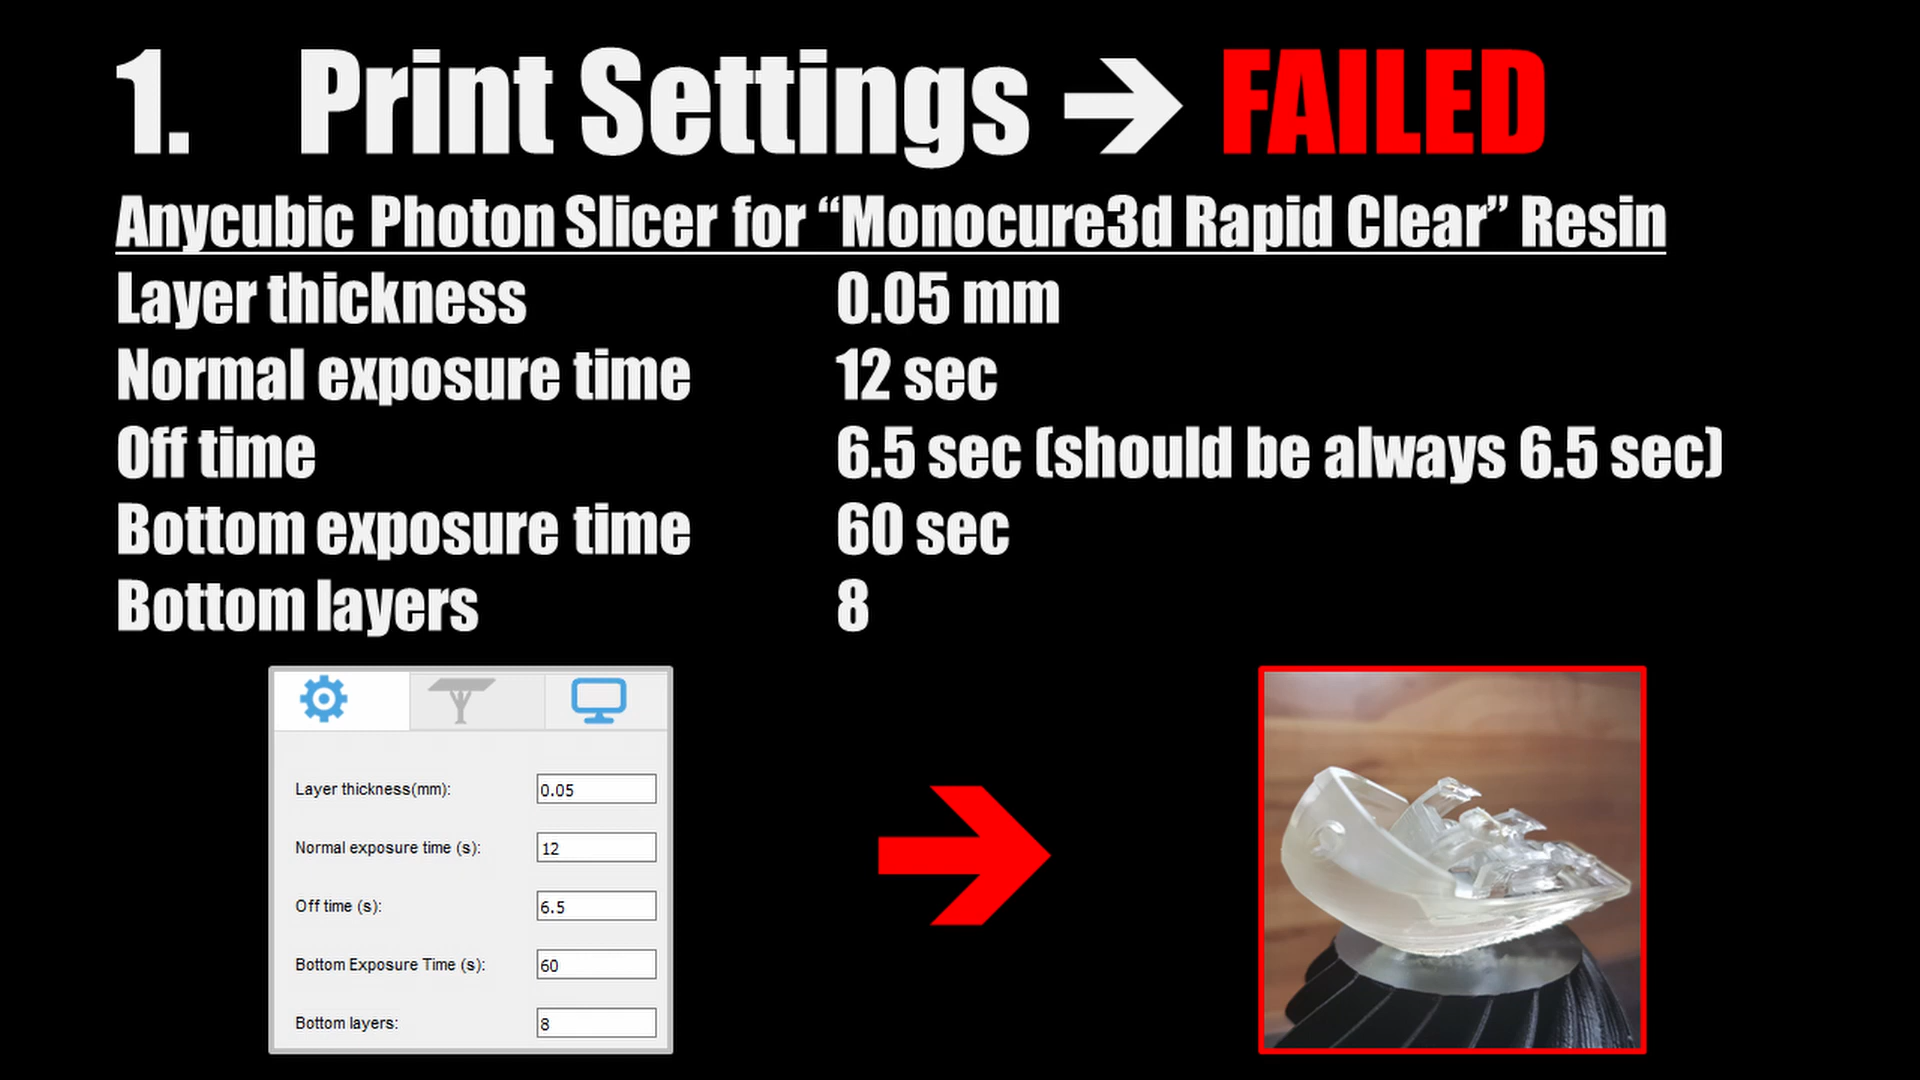 1. Print Settings → FAILED
Anycubic Photon Slicer for “Monocure3d Rapid Clear” Resin
Layer thickness 0.05 mm
Normal exposure time 12 sec
Off time 6.5 sec (should be always 6.5 sec)
Bottom exposure time 60 sec
Bottom layers 8
Layer thickness(mm): 0.05
Normal exposure time (s): 12
Off time (s): 6.5
Bottom Exposure Time (s): 60
Bottom layers: 8